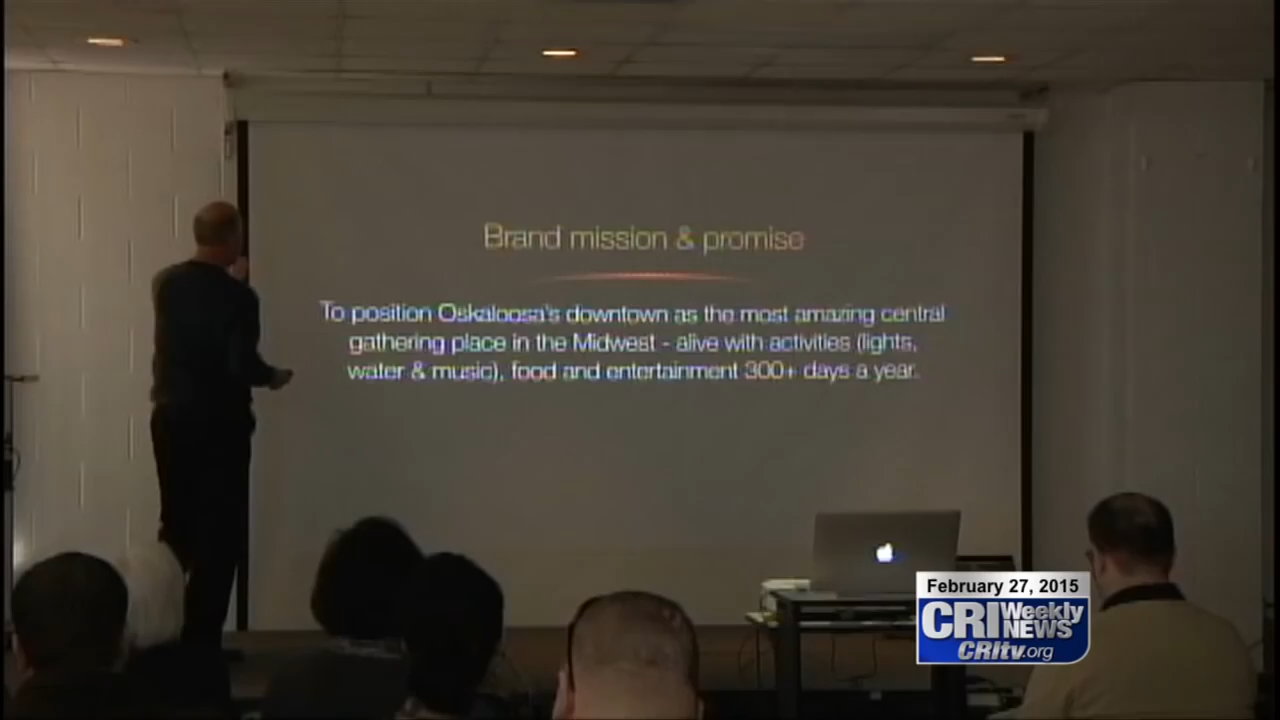 Brand mission & promise
To position Oskaloosa's downtown as the most amazing central
gathering place in the Midwest - alive with activities (lights,
water & music), food and entertainment 300+ days a year.
February 27, 2015
CRI Weekly NEWS
CRItv.org